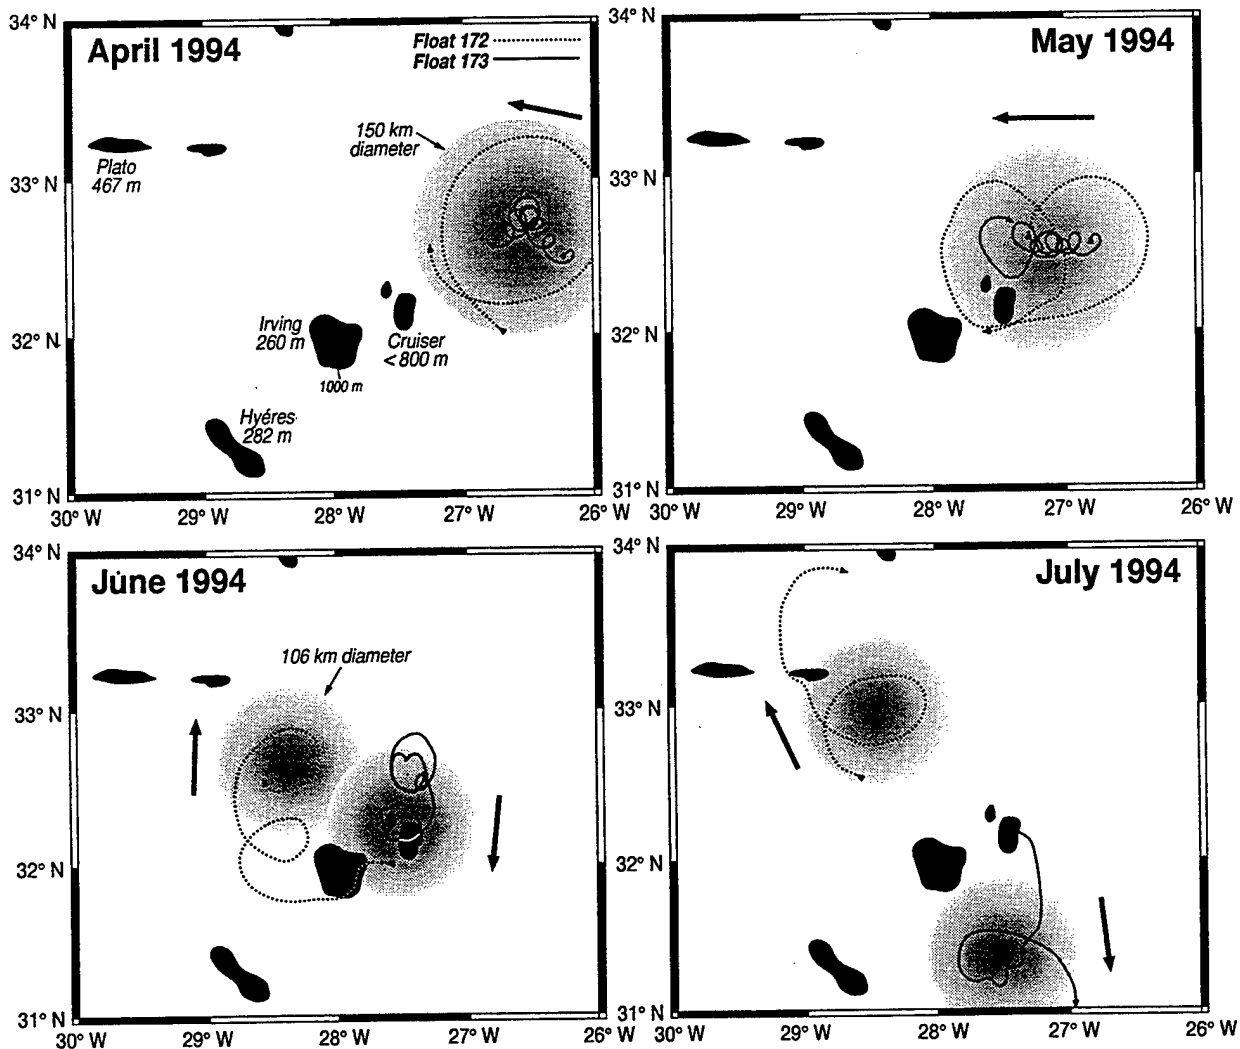 April 1994
Float 172
Float 173
150 km
diameter
Plato
467 m
Irving
260 m
Cruiser
< 800 m
1000 m
Hyéres
282 m
34° N
33° N
32° N
31° N
30° W
29° W
28° W
27° W
26° W
May 1994
34° N
33° N
32° N
31° N
30° W
29° W
28° W
27° W
26° W
June 1994
106 km diameter
34° N
33° N
32° N
31° N
30° W
29° W
28° W
27° W
26° W
July 1994
34° N
33° N
32° N
31° N
30° W
29° W
28° W
27° W
26° W